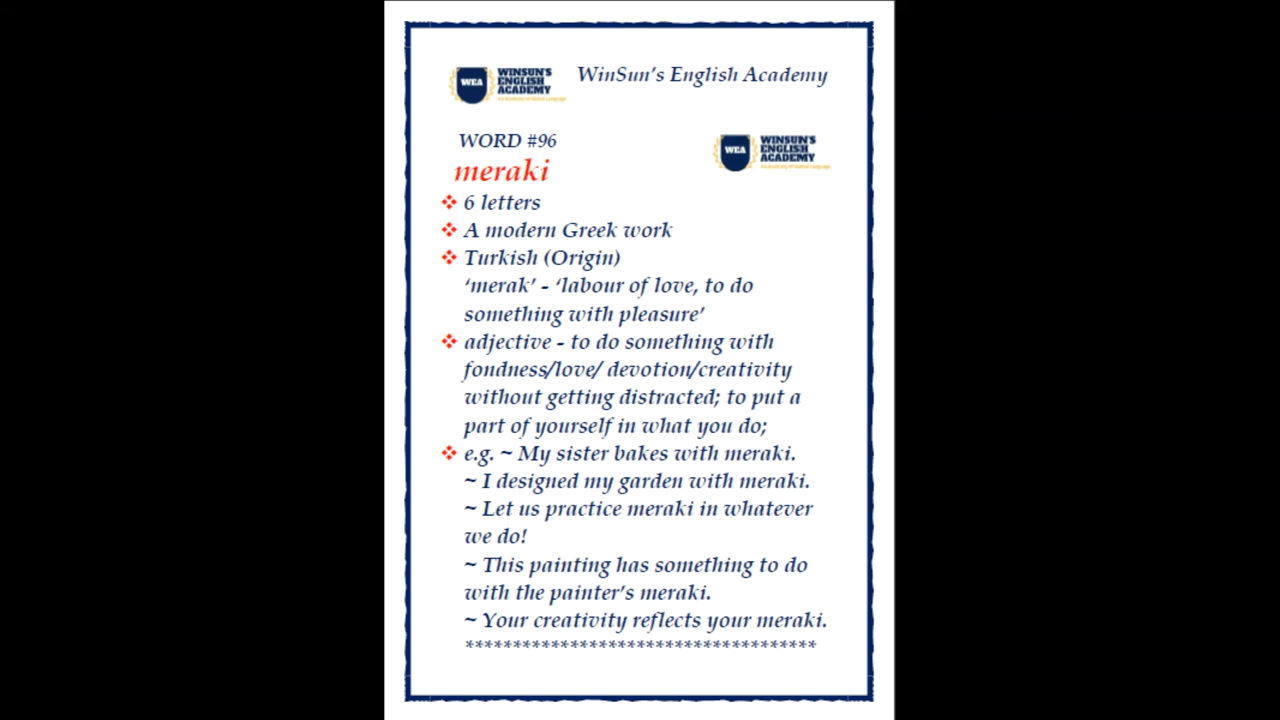 WEA
WINSUN'S
ENGLISH
ACADEMY
WinSun's English Academy
WORD #96
WEA
WINSUN'S
ENGLISH
ACADEMY
meraki
❖ 6 letters
❖ A modern Greek work
❖ Turkish (Origin)
'merak' - 'labour of love, to do
something with pleasure'
❖ adjective - to do something with
fondness/love/ devotion/creativity
without getting distracted; to put a
part of yourself in what you do;
❖ e.g. ~ My sister bakes with meraki.
~ I designed my garden with meraki.
~ Let us practice meraki in whatever
we do!
~ This painting has something to do
with the painter's meraki.
~ Your creativity reflects your meraki.
*************************************